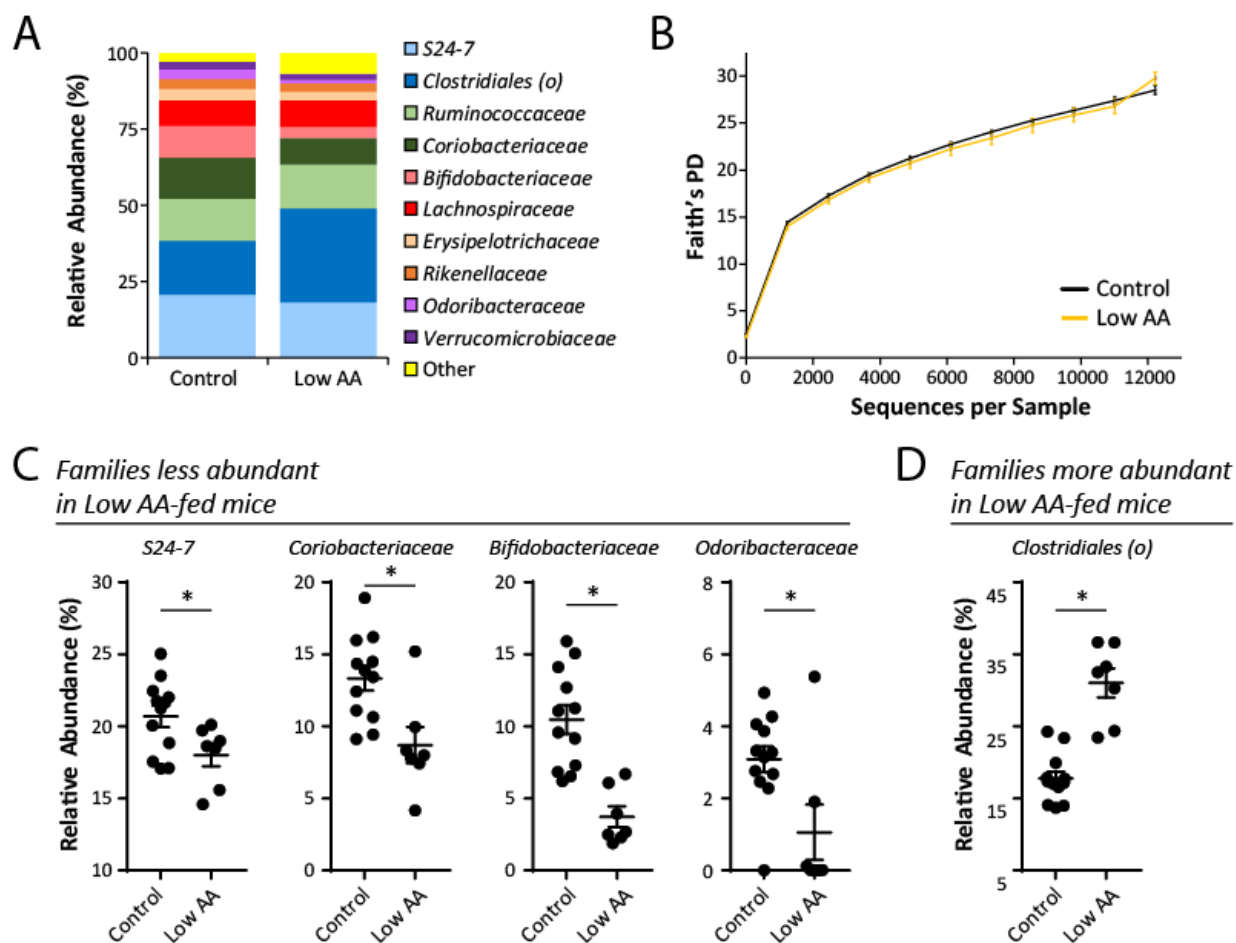 A
Relative Abundance (%)
100
75
50
25
0
Control
Low AA
S24-7
Clostridiales (o)
Ruminococcaceae
Coriobacteriaceae
Bifidobacteriaceae
Lachnospiraceae
Erysipelotrichaceae
Rikenellaceae
Odoribacteraceae
Verrucomicrobiaceae
Other
B
Faith's PD
30
25
20
15
10
5
0
0 2000 4000 6000 8000 10000 12000
Sequences per Sample
Control
Low AA
C
Families less abundant
in Low AA-fed mice
S24-7
Relative Abundance (%)
30
25
20
15
10
*
Control
Low AA
Coriobacteriaceae
20
15
10
5
0
*
Control
Low AA
Bifidobacteriaceae
20
15
10
5
0
*
Control
Low AA
Odoribacteraceae
8
6
4
2
0
*
Control
Low AA
D
Families more abundant
in Low AA-fed mice
Clostridiales (o)
Relative Abundance (%)
45
35
25
15
5
*
Control
Low AA